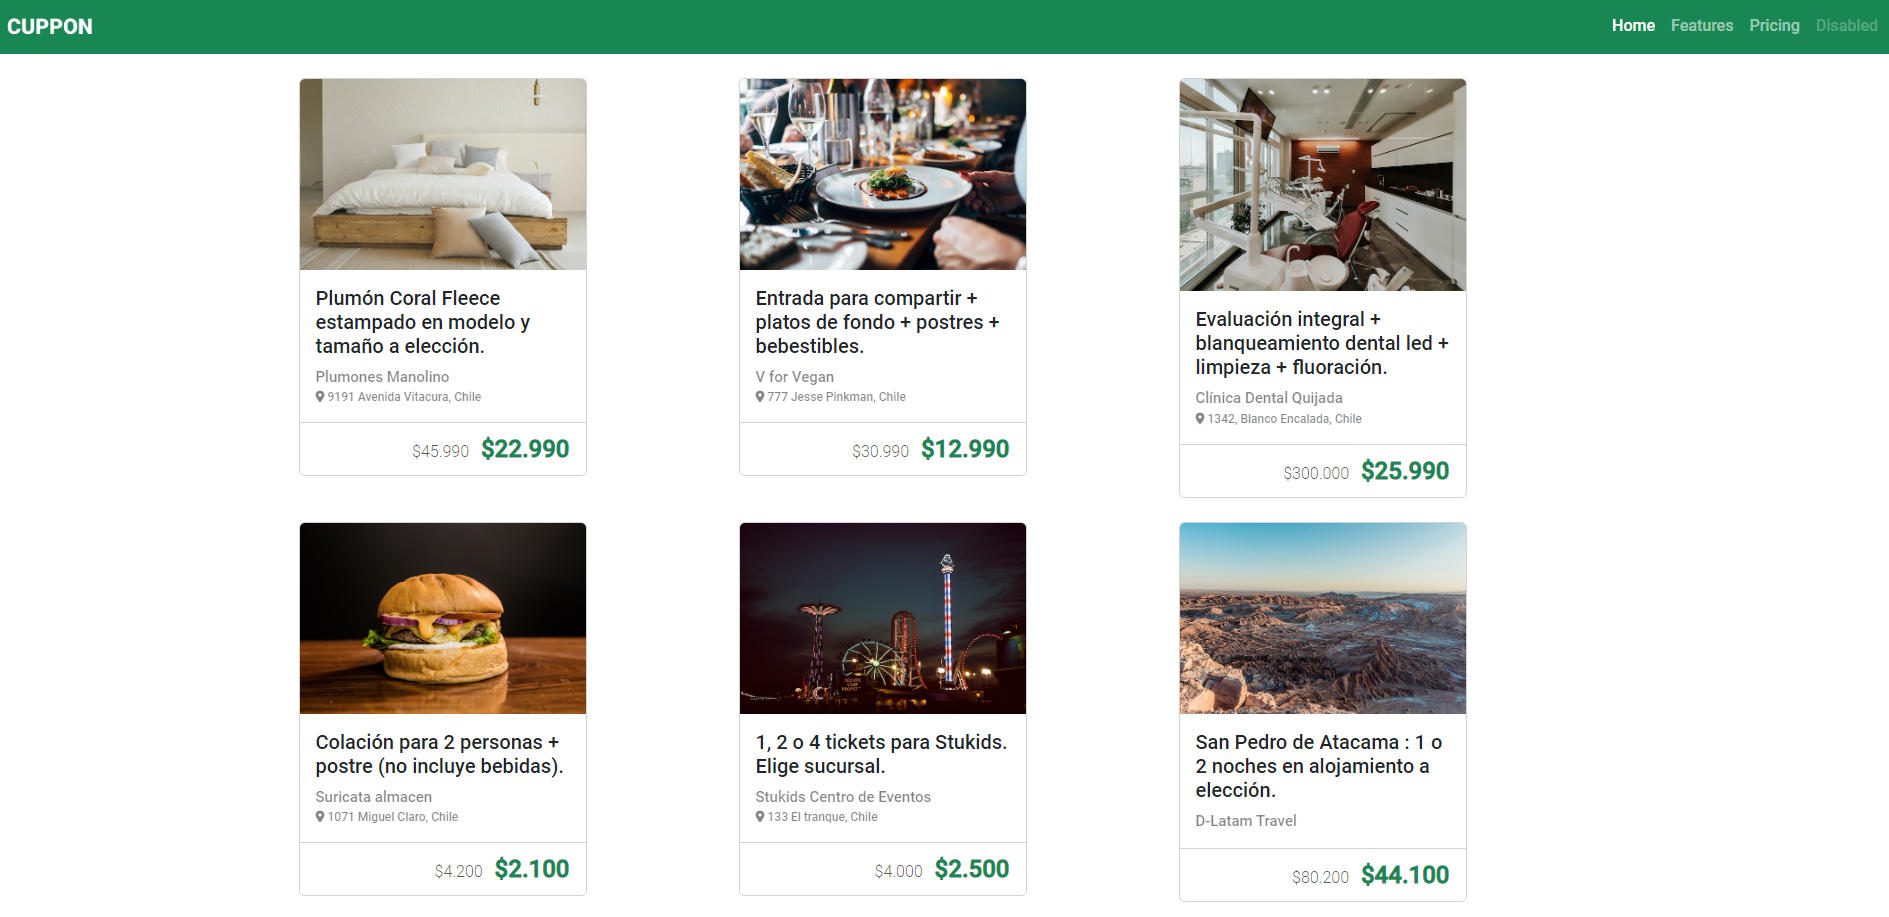 CUPPON
Home Features Pricing Disabled
Plumón Coral Fleece
estampado en modelo y
tamaño a elección.
Plumones Manolino
9191 Avenida Vitacura, Chile
$45.990 $22.990
Entrada para compartir +
platos de fondo + postres +
bebestibles.
V for Vegan
777 Jesse Pinkman, Chile
$30.990 $12.990
Evaluación integral +
blanqueamiento dental led +
limpieza + fluoración.
Clínica Dental Quijada
1342, Blanco Encalada, Chile
$300.000 $25.990
Colación para 2 personas +
postre (no incluye bebidas).
Suricata almacen
1071 Miguel Claro, Chile
$4.200 $2.100
1, 2 o 4 tickets para Stukids.
Elige sucursal.
Stukids Centro de Eventos
133 El tranque, Chile
$4.000 $2.500
San Pedro de Atacama : 1 o
2 noches en alojamiento a
elección.
D-Latam Travel
$80.200 $44.100